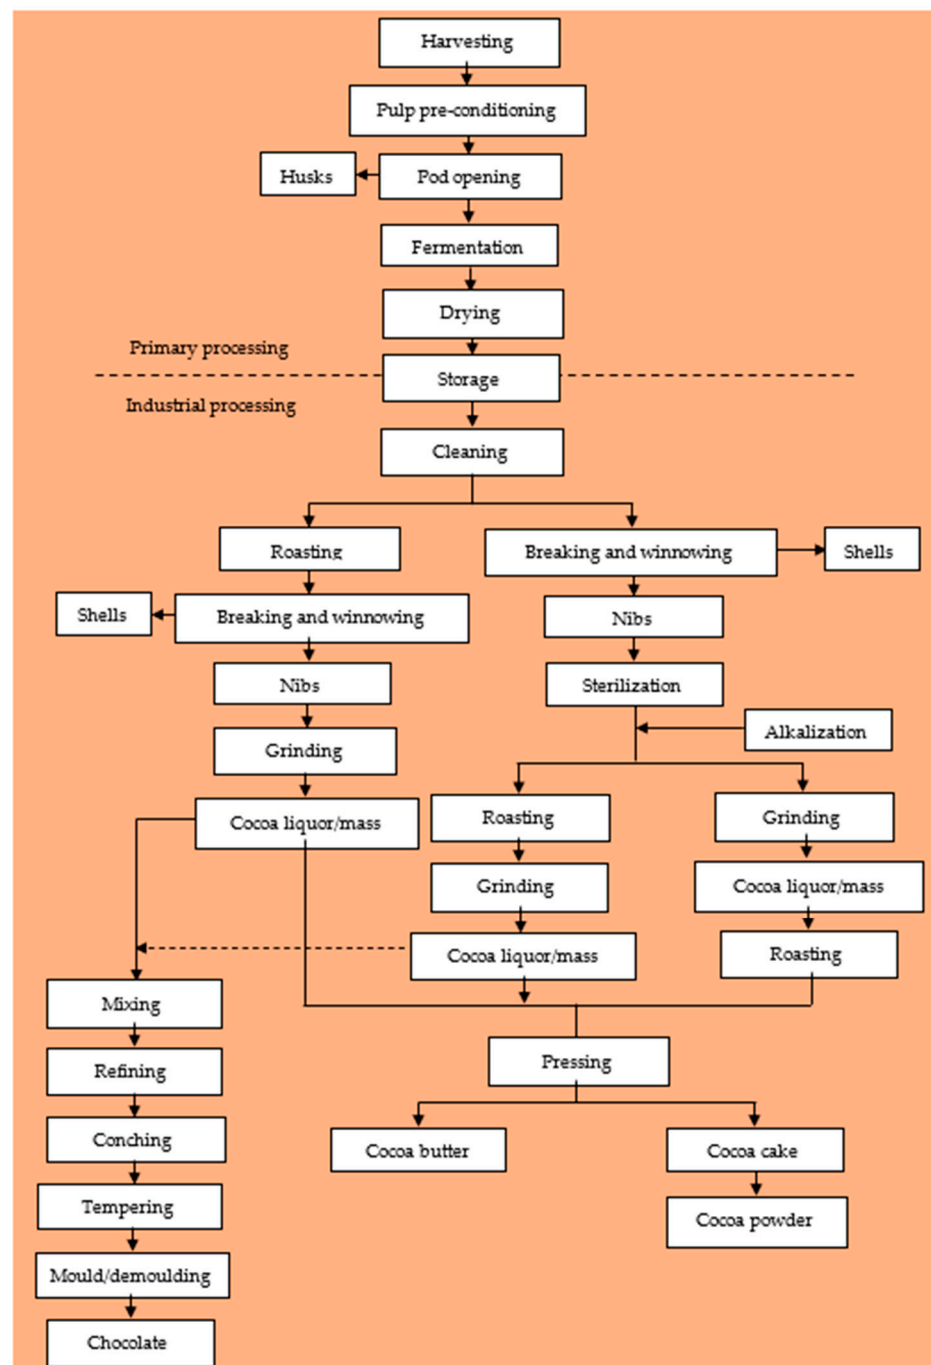 Harvesting
Pulp pre-conditioning
Husks
Pod opening
Fermentation
Drying
Primary processing
Storage
Industrial processing
Cleaning
Roasting
Breaking and winnowing
Shells
Shells
Breaking and winnowing
Nibs
Nibs
Sterilization
Alkalization
Grinding
Cocoa liquor/mass
Roasting
Grinding
Grinding
Cocoa liquor/mass
Cocoa liquor/mass
Roasting
Mixing
Refining
Conching
Tempering
Mould/demoulding
Chocolate
Pressing
Cocoa butter
Cocoa cake
Cocoa powder